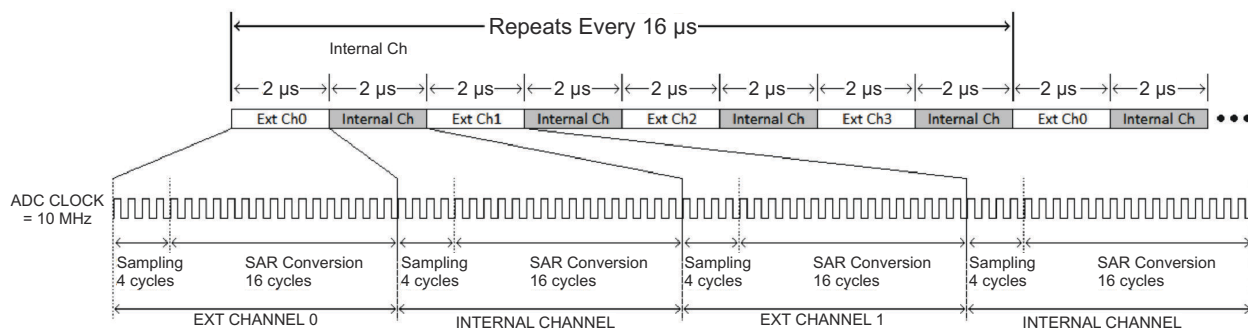 Repeats Every 16 µs
Internal Ch
2 µs 2 µs 2 µs 2 µs 2 µs 2 µs 2 µs 2 µs 2 µs 2 µs
Ext Ch0 Internal Ch Ext Ch1 Internal Ch Ext Ch2 Internal Ch Ext Ch3 Internal Ch Ext Ch0 Internal Ch
ADC CLOCK
= 10 MHz
Sampling SAR Conversion Sampling SAR Conversion Sampling SAR Conversion Sampling SAR Conversion
4 cycles 16 cycles 4 cycles 16 cycles 4 cycles 16 cycles 4 cycles 16 cycles
EXT CHANNEL 0 INTERNAL CHANNEL EXT CHANNEL 1 INTERNAL CHANNEL